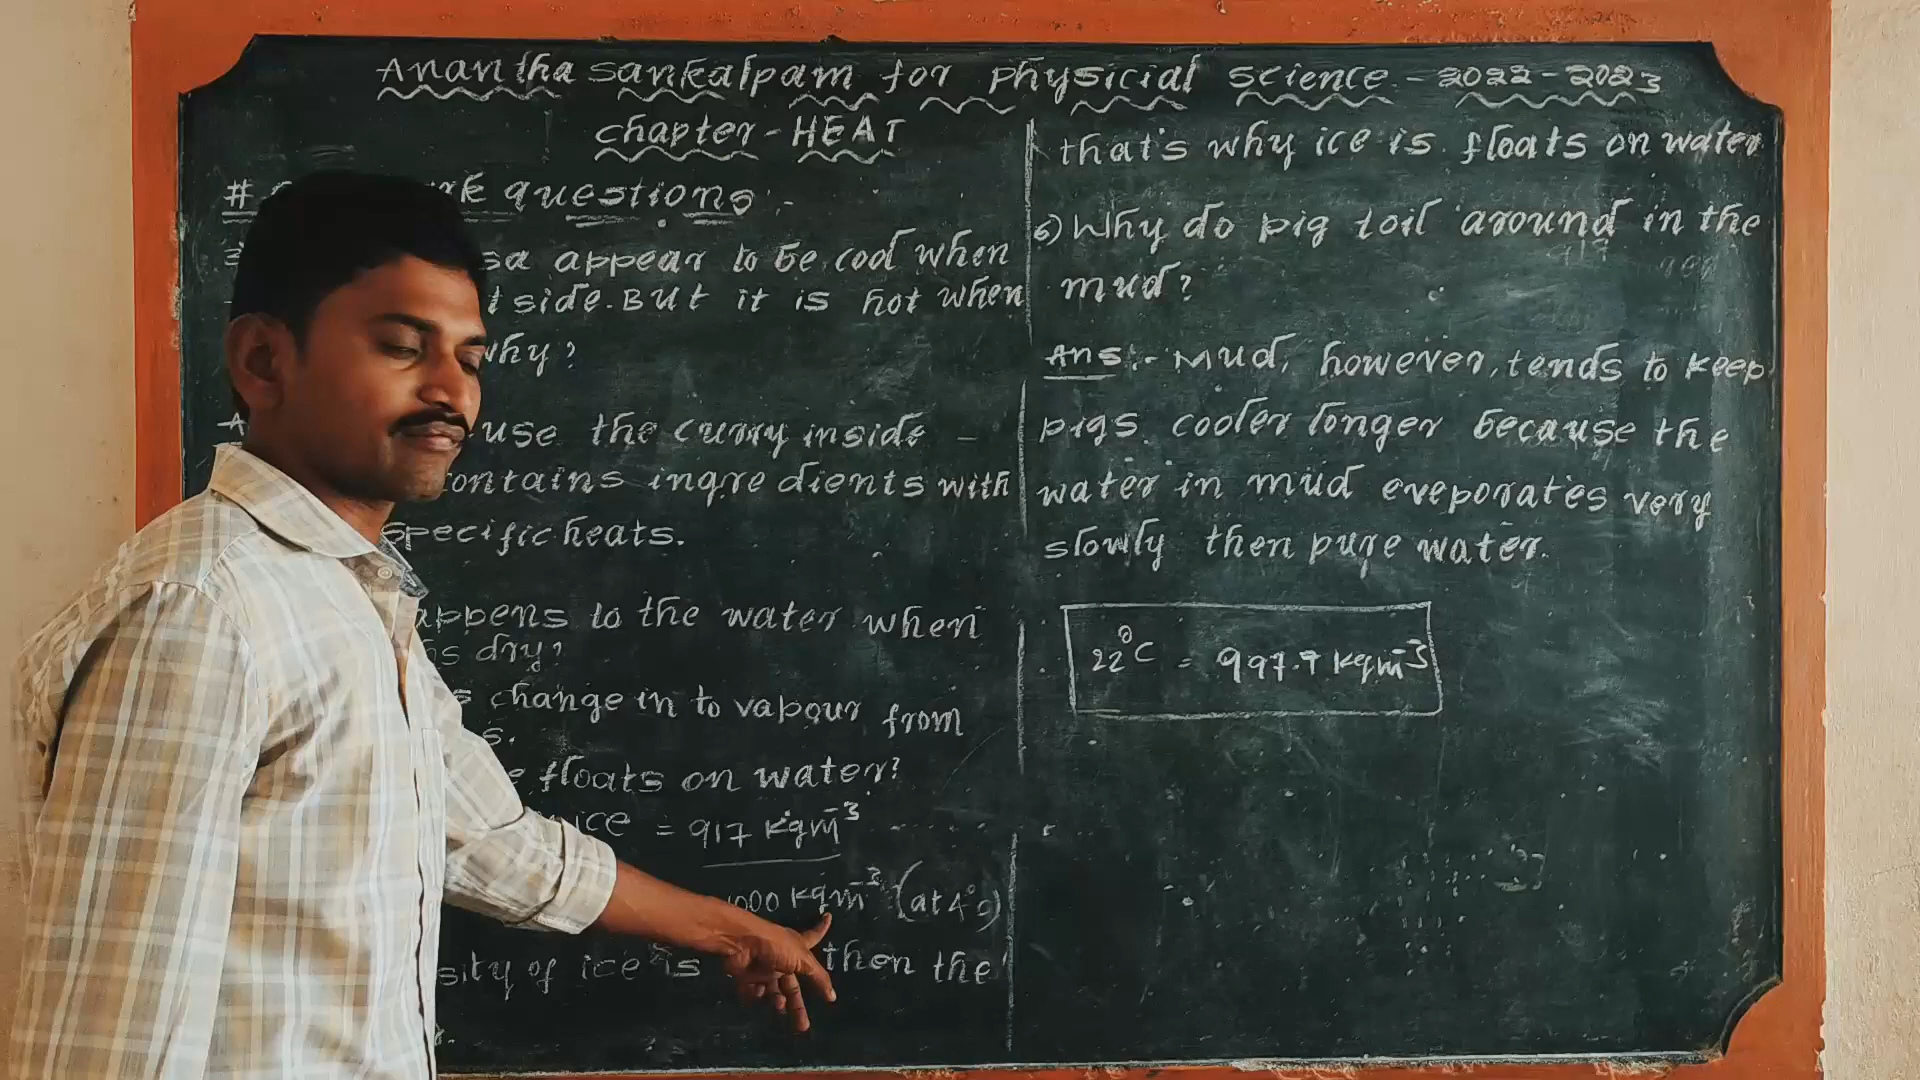 Anantha sankalpam for physicial science - 2022-2023
chapter - HEAT
# questions :-
appear to be cool when
side. But it is hot when
why?
use the curry inside -
contains ingredients with
specific heats.
appens to the water when
dry?
change in to vapour from
s.
floats on water?
ice = 917 kgm⁻³
1000 kgm⁻³ (at 4°c)
sity of ice is then the
that's why ice is floats on water
6) Why do pig toil around in the
mud?
Ans:- Mud, however, tends to keep
pigs cooler longer because the
water in mud eveporates very
slowly then pure water.
22°C = 997.7 kgm⁻³